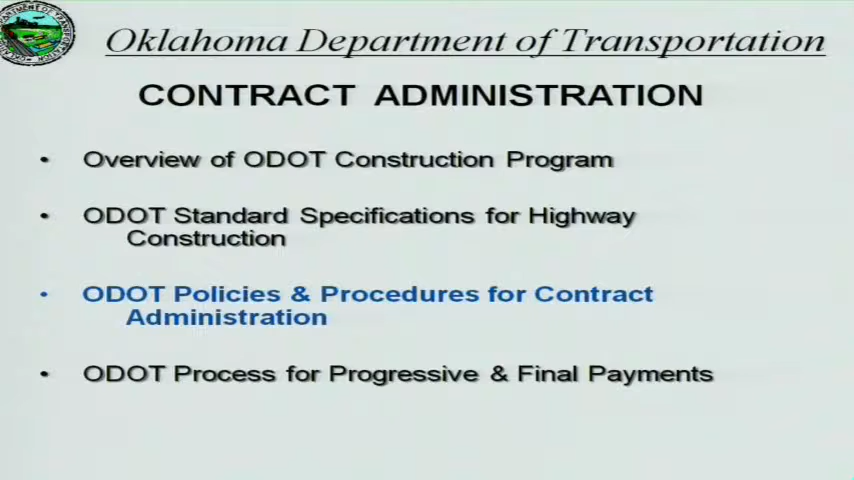 Oklahoma Department of Transportation
CONTRACT ADMINISTRATION
• Overview of ODOT Construction Program
• ODOT Standard Specifications for Highway
Construction
• ODOT Policies & Procedures for Contract
Administration
• ODOT Process for Progressive & Final Payments